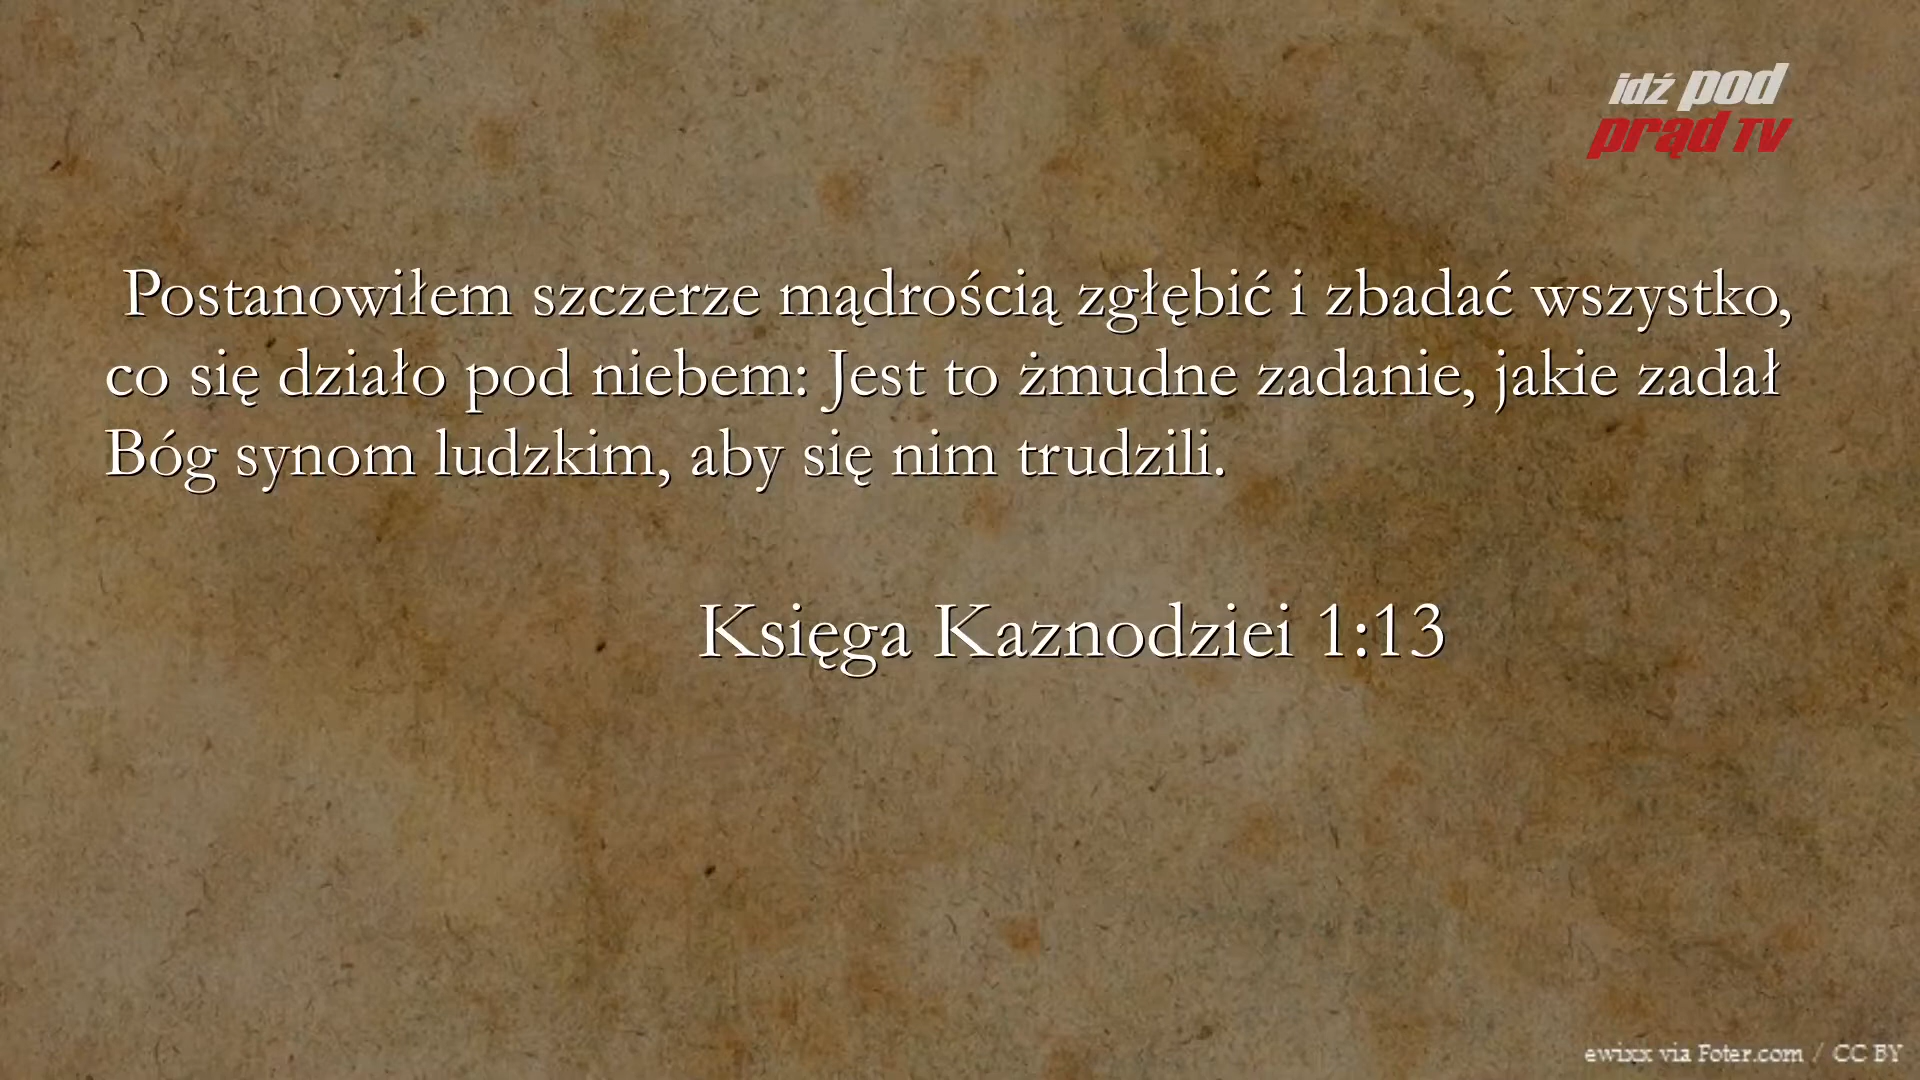 idź pod
prąd TV
Postanowiłem szczerze mądrością zgłębić i zbadać wszystko,
co się działo pod niebem: Jest to żmudne zadanie, jakie zadał
Bóg synom ludzkim, aby się nim trudzili.
Księga Kaznodziei 1:13
ewixx via Foter.com / CC BY